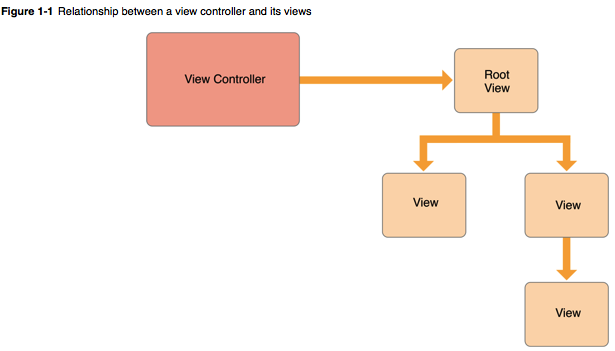 Figure 1-1 Relationship between a view controller and its views
View Controller
Root
View
View
View
View